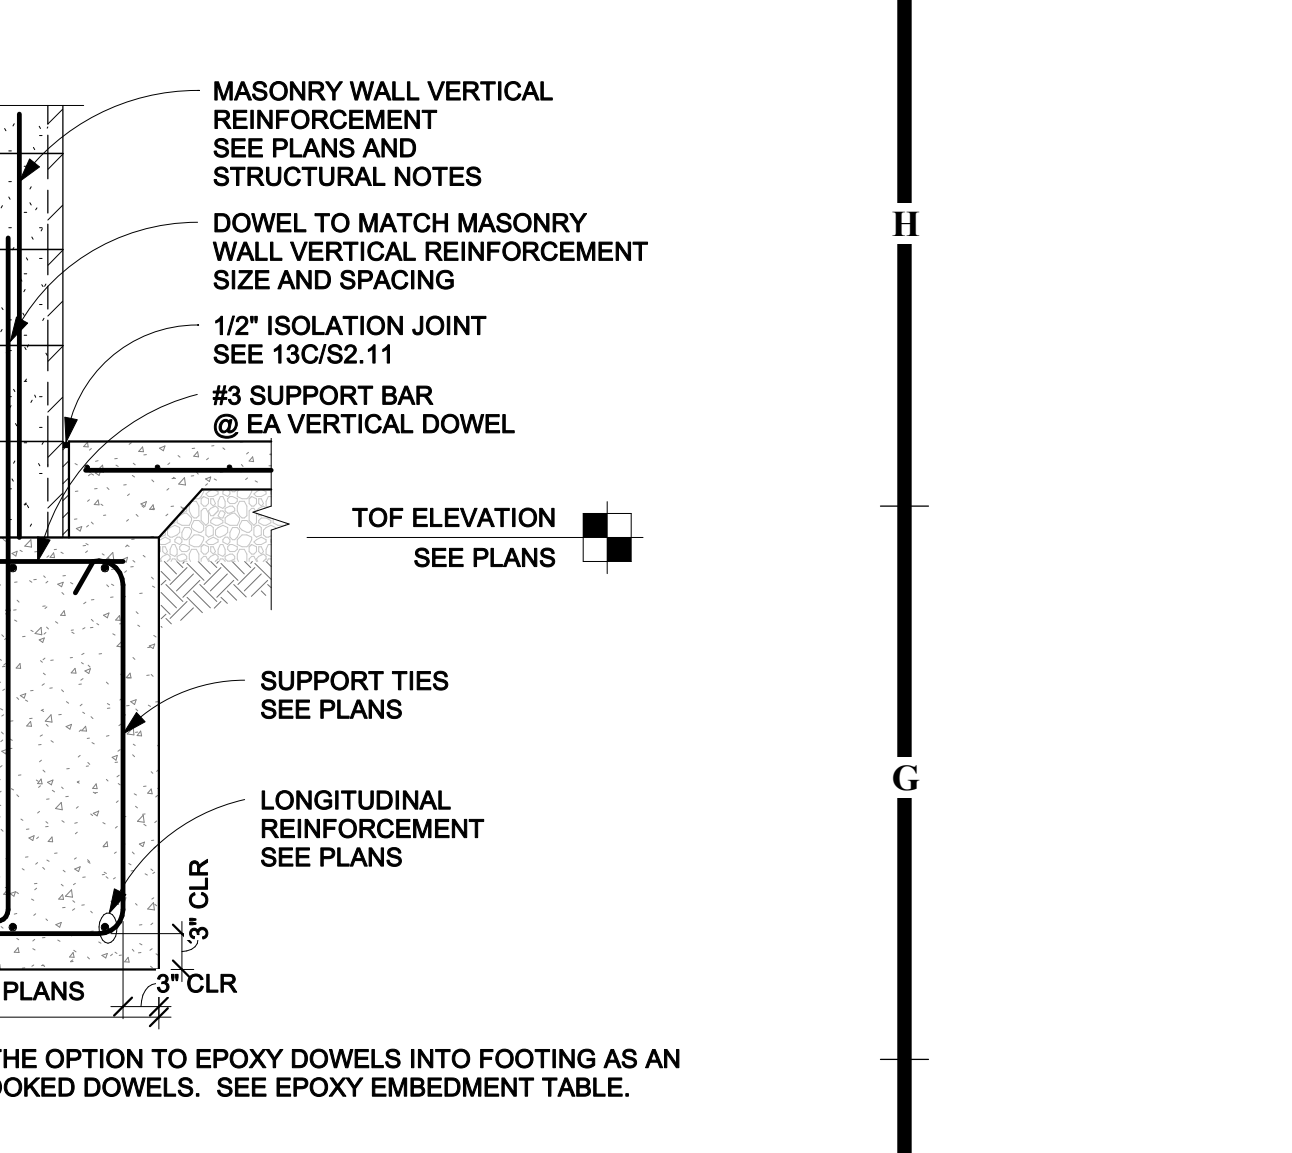 MASONRY WALL VERTICAL
REINFORCEMENT
SEE PLANS AND
STRUCTURAL NOTES
DOWEL TO MATCH MASONRY
WALL VERTICAL REINFORCEMENT
SIZE AND SPACING
1/2" ISOLATION JOINT
SEE 13C/S2.11
#3 SUPPORT BAR
@ EA VERTICAL DOWEL
TOF ELEVATION
SEE PLANS
SUPPORT TIES
SEE PLANS
LONGITUDINAL
REINFORCEMENT
SEE PLANS
3" CLR
3" CLR
PLANS
THE OPTION TO EPOXY DOWELS INTO FOOTING AS AN
OOKED DOWELS. SEE EPOXY EMBEDMENT TABLE.
H
G